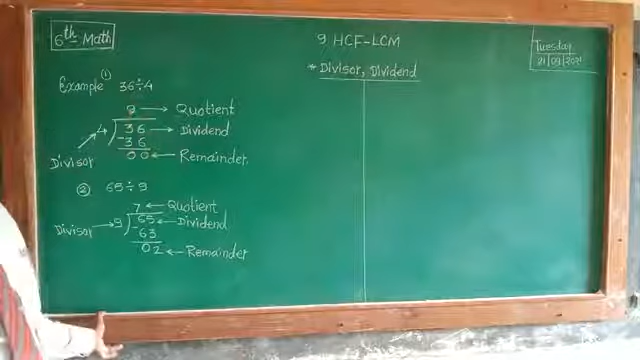 6th Math
9 HCF-LCM
Tuesday
21/09/2021
* Divisor, Dividend
Example (1) 36÷4
9 → Quotient
4 ) 36 → Dividend
-36
00 ← Remainder
Divisor
② 65÷9
7 ← Quotient
Divisor → 9 ) 65 ← Dividend
-63
02 ← Remainder